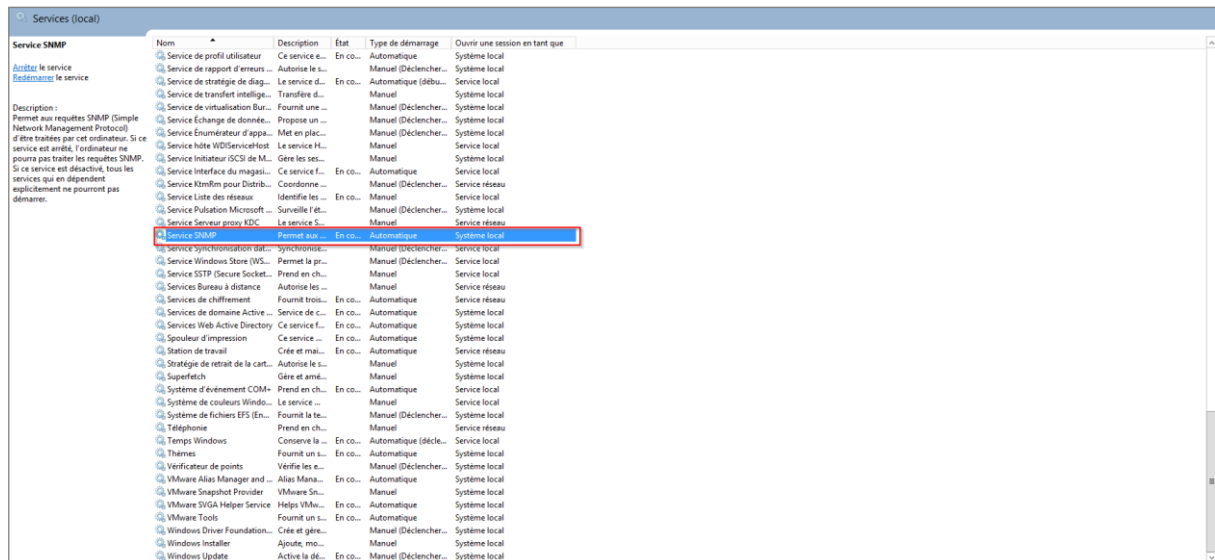 Services (local)
Service SNMP
Arrêter le service
Redémarrer le service
Description :
Permet aux requêtes SNMP (Simple
Network Management Protocol)
d'être traitées par cet ordinateur. Si ce
service est arrêté, l'ordinateur ne
pourra pas traiter les requêtes SNMP.
Si ce service est désactivé, tous les
services qui en dépendent
explicitement ne pourront pas
démarrer.
Nom Description État Type de démarrage Ouvrir une session en tant que
Service de profil utilisateur Ce service e... En co... Automatique Système local
Service de rapport d'erreurs ... Autorise le s... Manuel (Déclencher... Système local
Service de stratégie de diag... Le service d... En co... Automatique (débu... Service local
Service de transfert intellige... Transfère d... Manuel Système local
Service de virtualisation Bur... Fournit une ... Manuel (Déclencher... Système local
Service Échange de donnée... Propose un ... Manuel (Déclencher... Système local
Service Énumérateur d'appa... Met en plac... Manuel (Déclencher... Système local
Service hôte WDIServiceHost Le service H... Manuel Service local
Service Initiateur iSCSI de M... Gère les ses... Manuel Système local
Service Interface du magasi... Ce service f... En co... Automatique Service local
Service KtmRm pour Distrib... Coordonne ... Manuel (Déclencher... Service réseau
Service Liste des réseaux Identifie les ... En co... Manuel Service local
Service Pulsation Microsoft ... Surveille l'ét... Manuel (Déclencher... Système local
Service Serveur proxy KDC Le service S... Manuel Service réseau
Service SNMP Permet aux ... En co... Automatique Système local
Service Synchronisation dat... Synchronise... Manuel (Déclencher... Service local
Service Windows Store (WS... Permet la pr... Manuel (Déclencher... Système local
Service SSTP (Secure Socket... Prend en ch... Manuel Service local
Services Bureau à distance Autorise les ... Manuel Service réseau
Services de chiffrement Fournit trois... En co... Automatique Service réseau
Services de domaine Active ... Service de c... En co... Automatique Système local
Services Web Active Directory Ce service f... En co... Automatique Système local
Spouleur d'impression Ce service ... En co... Automatique Système local
Station de travail Crée et mai... En co... Automatique Service réseau
Stratégie de retrait de la cart... Autorise le s... Manuel Système local
Superfetch Gère et amé... Manuel Système local
Système d'événement COM+ Prend en ch... En co... Automatique Service local
Système de couleurs Windo... Le service ... Manuel Service local
Système de fichiers EFS (En... Fournit la te... Manuel (Déclencher... Système local
Téléphonie Prend en ch... Manuel Service réseau
Temps Windows Conserve la ... En co... Automatique (décle... Service local
Thèmes Fournit un s... En co... Automatique Système local
Vérificateur de points Vérifie les e... Manuel (Déclencher... Système local
VMware Alias Manager and ... Alias Mana... En co... Automatique Système local
VMware Snapshot Provider VMware Sn... Manuel Système local
VMware SVGA Helper Service Helps VMw... En co... Automatique Système local
VMware Tools Fournit un s... En co... Automatique Système local
Windows Driver Foundation... Crée et gère... Manuel (Déclencher... Système local
Windows Installer Ajoute, mo... Manuel Système local
Windows Update Active la dé... En co... Manuel (Déclencher... Système local